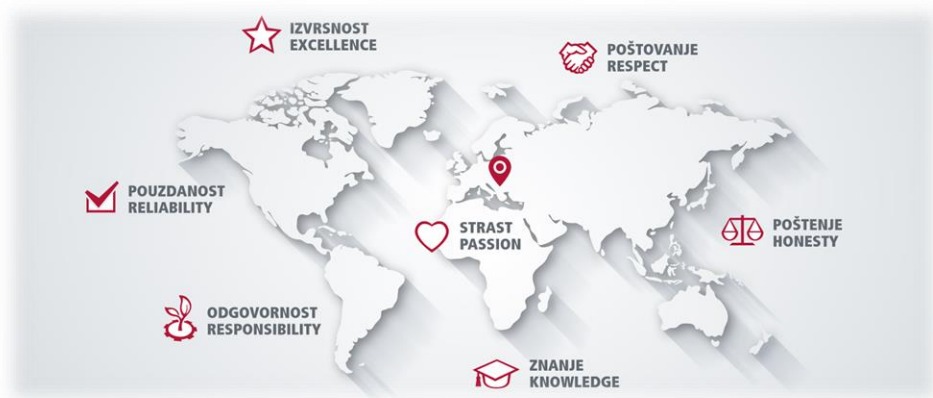 IZVRSNOST
EXCELLENCE
POŠTOVANJE
RESPECT
POUZDANOST
RELIABILITY
STRAST
PASSION
POŠTENJE
HONESTY
ODGOVORNOST
RESPONSIBILITY
ZNANJE
KNOWLEDGE